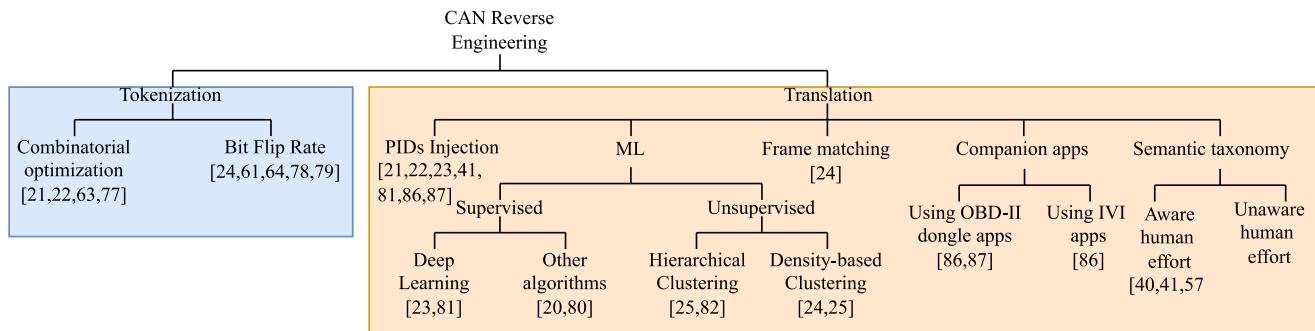 CAN Reverse
Engineering
Tokenization
Translation
Combinatorial
optimization
[21,22,63,77]
Bit Flip Rate
[24,61,64,78,79]
PIDs Injection
[21,22,23,41,
81,86,87]
ML
Frame matching
[24]
Companion apps
Semantic taxonomy
Supervised
Unsupervised
Using OBD-II
dongle apps
[86,87]
Using IVI
apps
[86]
Aware
human
effort
[40,41,57
Unaware
human
effort
Deep
Learning
[23,81]
Other
algorithms
[20,80]
Hierarchical
Clustering
[25,82]
Density-based
Clustering
[24,25]